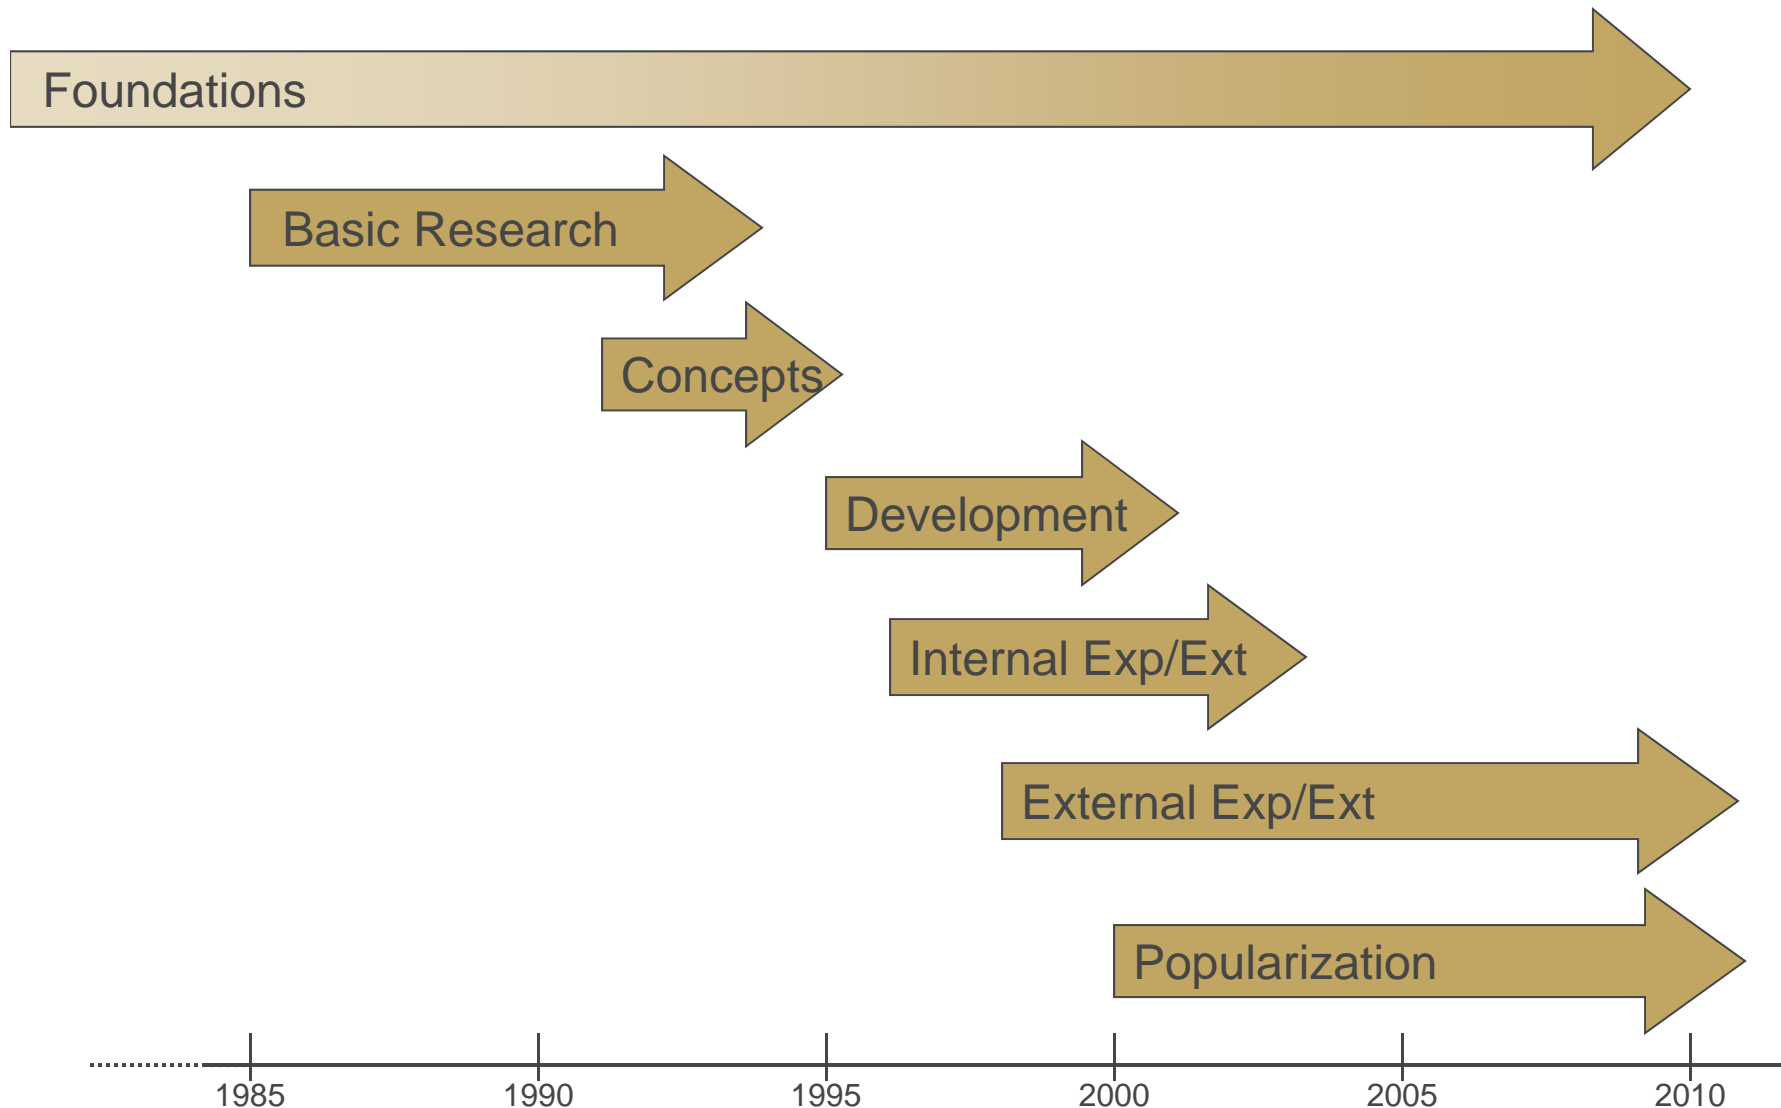 Foundations
Basic Research
Concepts
Development
Internal Exp/Ext
External Exp/Ext
Popularization
1985 1990 1995 2000 2005 2010